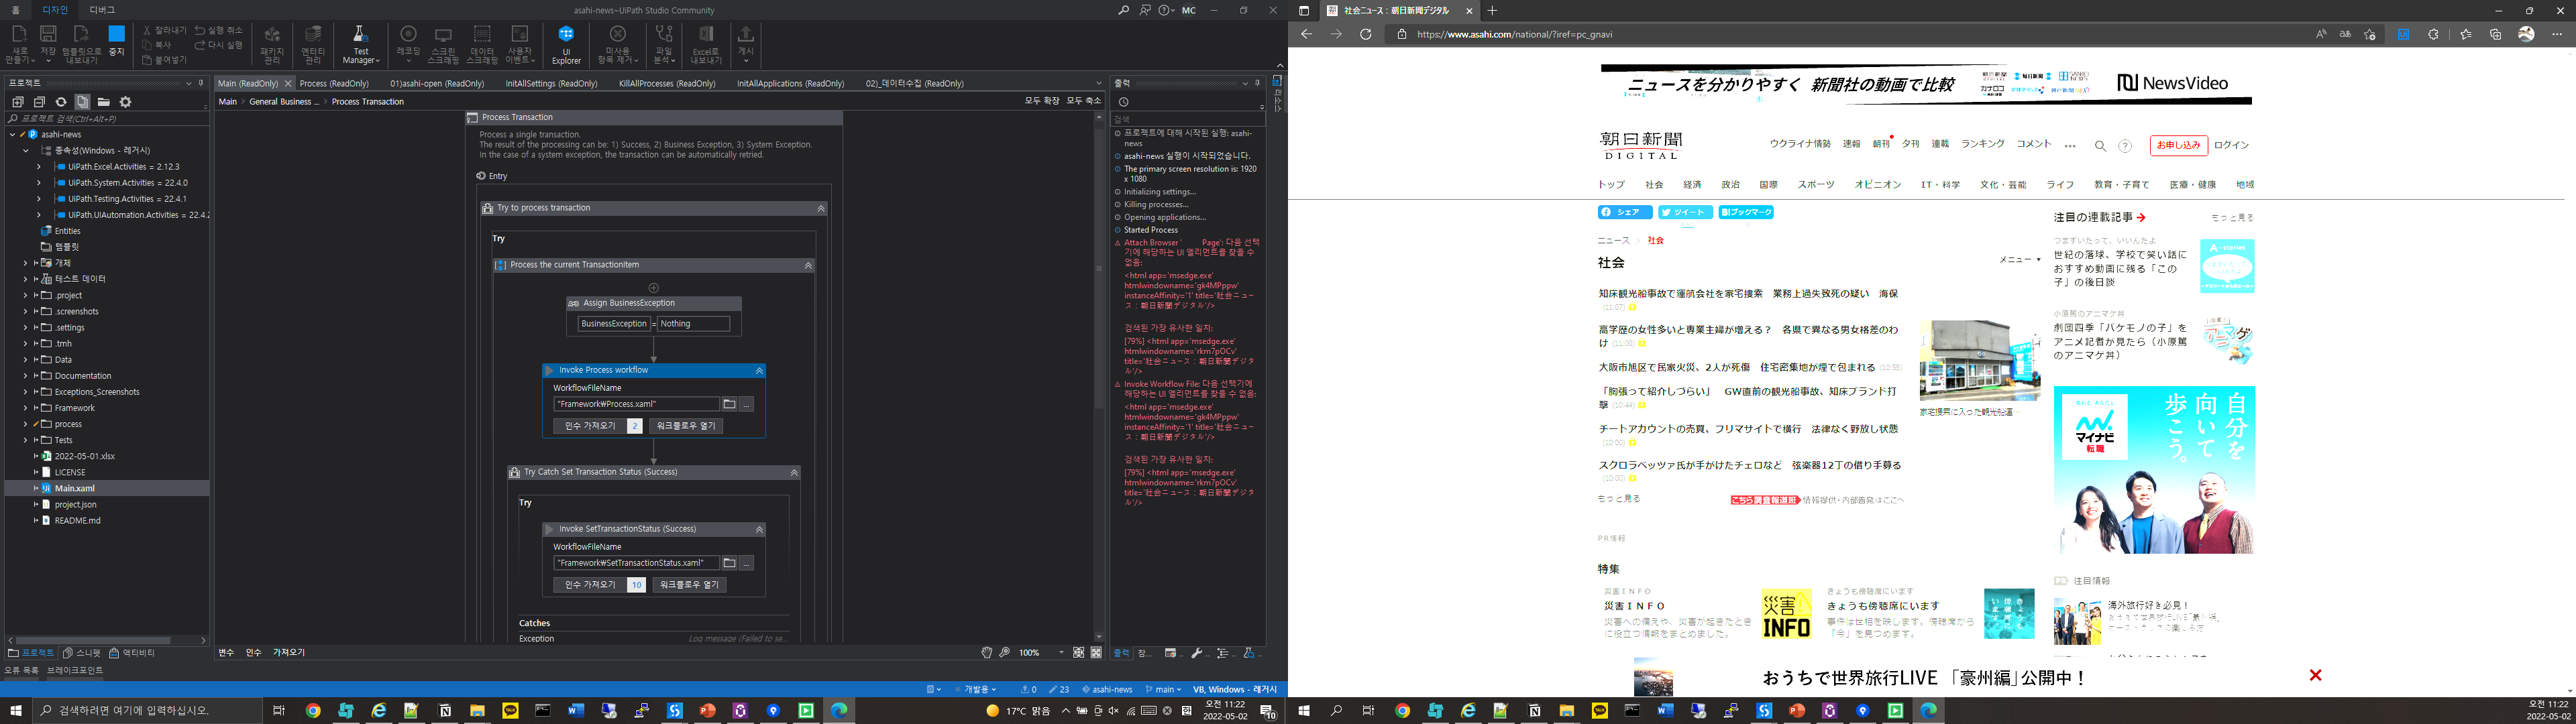 홈 디자인 디버그
asahi-news~UiPath Studio Community
MC
새로 만들기
저장
템플릿으로 내보내기
중지
잘라내기
복사
붙여넣기
실행 취소
다시 실행
패키지 관리
엔터티 관리
Test Manager
레코딩
스크린 스크래핑
데이터 스크래핑
사용자 이벤트
UI Explorer
미사용 항목 제거
파일 분석
Excel로 내보내기
게시
프로젝트
프로젝트 검색(Ctrl+Alt+P)
asahi-news
종속성(Windows - 레거시)
UiPath.Excel.Activities = 2.12.3
UiPath.System.Activities = 22.4.0
UiPath.Testing.Activities = 22.4.1
UiPath.UIAutomation.Activities = 22.4.2
Entities
템플릿
개체
테스트 데이터
.project
.screenshots
.settings
.tmh
Data
Documentation
Exceptions_Screenshots
Framework
process
Tests
2022-05-01.xlsx
LICENSE
Main.xaml
project.json
README.md
프로젝트 스니펫 액티비티
오류 목록 브레이크포인트
Main (ReadOnly) Process (ReadOnly) 01)asahi-open (ReadOnly) InitAllSettings (ReadOnly) KillAllProcesses (ReadOnly) InitAllApplications (ReadOnly) 02)_데이터수집 (ReadOnly)
Main General Business ... Process Transaction
모두 확장 모두 축소
Process Transaction
Process a single transaction.
The result of the processing can be: 1) Success, 2) Business Exception, 3) System Exception.
In the case of a system exception, the transaction can be automatically retried.
Entry
Try to process transaction
Try
Process the current TransactionItem
Assign BusinessException
BusinessException = Nothing
Invoke Process workflow
WorkflowFileName
"Framework₩Process.xaml"
인수 가져오기 2 워크플로우 열기
Try Catch Set Transaction Status (Success)
Try
Invoke SetTransactionStatus (Success)
WorkflowFileName
"Framework₩SetTransactionStatus.xaml"
인수 가져오기 10 워크플로우 열기
Catches
Exception Log message (Failed to se...
변수 인수 가져오기
100%
출력
검색
프로젝트에 대해 시작된 실행: asahi-
news
asahi-news 실행이 시작되었습니다.
The primary screen resolution is: 1920
x 1080
Initializing settings...
Killing processes...
Opening applications...
Started Process
Attach Browser ' Page': 다음 선택
기에 해당하는 UI 엘리먼트를 찾을 수
없음:
<html app='msedge.exe'
htmlwindowname='gk4MPppw'
instanceAffinity='1' title='社会ニュー
ス：朝日新聞デジタル'/>
검색된 가장 유사한 일치:
[79%] <html app='msedge.exe'
htmlwindowname='rkm7pOCv'
title='社会ニュース：朝日新聞デジタ
ル'/>
Invoke Workflow File: 다음 선택기에
해당하는 UI 엘리먼트를 찾을 수 없음:
<html app='msedge.exe'
htmlwindowname='gk4MPppw'
instanceAffinity='1' title='社会ニュー
ス：朝日新聞デジタル'/>
검색된 가장 유사한 일치:
[79%] <html app='msedge.exe'
htmlwindowname='rkm7pOCv'
title='社会ニュース：朝日新聞デジタ
ル'/>
출력
개발용 0 23 asahi-news main VB, Windows - 레거시
검색하려면 여기에 입력하십시오.
17°C 맑음
오전 11:22
2022-05-02
10
社会ニュース：朝日新聞デジタル
https://www.asahi.com/national/?iref=pc_gnavi
ニュースを分かりやすく 新聞社の動画で比較
NewsVideo
朝日新聞
DIGITAL
ウクライナ情勢 速報 朝刊 夕刊 連載 ランキング コメント
お申し込み ログイン
トップ 社会 経済 政治 国際 スポーツ オピニオン IT・科学 文化・芸能 ライフ 教育・子育て 医療・健康 地域
シェア ツイート B!ブックマーク
ニュース 社会
社会
メニュー
知床観光船事故で運航会社を家宅捜索 業務上過失致死の疑い 海保
(11:07)
高学歴の女性多いと専業主婦が増える？ 各県で異なる男女格差のわ
け (11:00)
大阪市旭区で民家火災、2人が死傷 住宅密集地が煙で包まれる (10:55)
「胸張って紹介しづらい」 GW直前の観光船事故、知床ブランド打
撃 (10:44)
チートアカウントの売買、フリマサイトで横行 法律なく野放し状態
(10:00)
スクロラベッツァ氏が手がけたチェロなど 弦楽器12丁の借り手募る
(10:00)
もっと見る
こちら調査報道班 情報提供・内部告発はここへ
家宅捜索に入った観光船運…
PR情報
特集
災害ＩＮＦＯ
災害ＩＮＦＯ
災害への備えや、災害が起きたとき
に役立つ情報をまとめました。
災害
INFO
きょうも傍聴席にいます
きょうも傍聴席にいます
事件は世相を映します。傍聴席から
「今」を見つめます。
注目の連載記事
もっと見る
つまずいたって、いいんだよ
世紀の落球、学校で笑い話に
おすすめ動画に残る「この
子」の後日談
A-stories
小原篤のアニマゲ丼
劇団四季「バケモノの子」を
アニメ記者が見たら（小原篤
のアニマゲ丼）
マイナビ
転職
自分を
向いて
歩こう。
注目情報
海外旅行好き必見！
おうちで世界旅行LIVE 「豪州編」公開中！
오전 11:22
2022-05-02